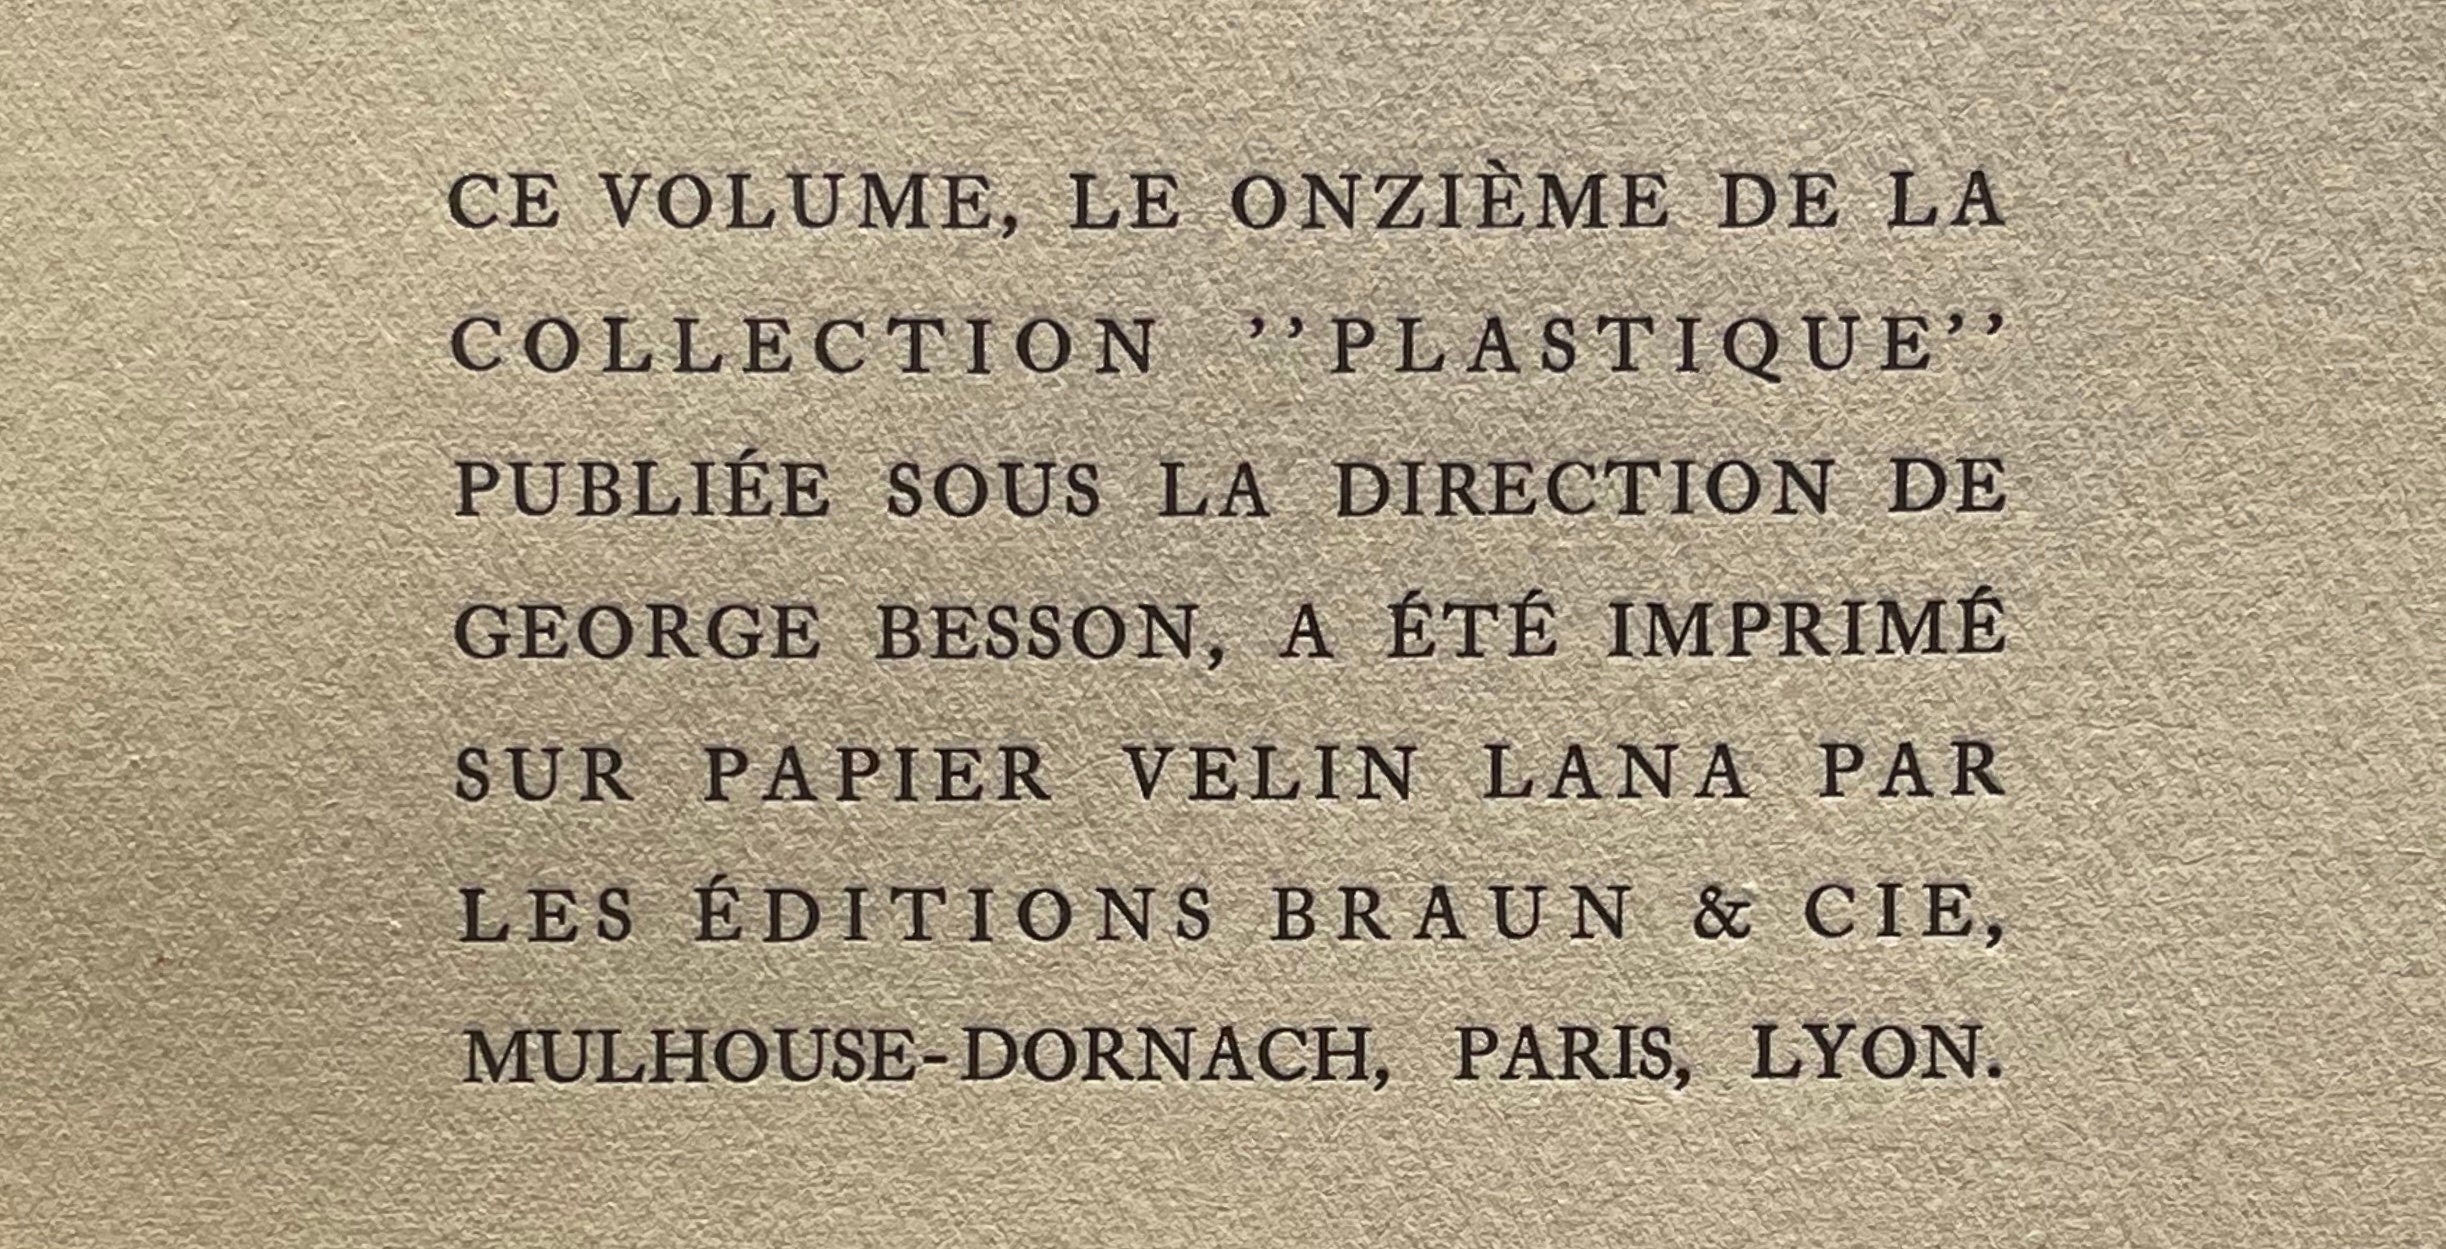 CE VOLUME, LE ONZIÈME DE LA
COLLECTION ’’PLASTIQUE’’
PUBLIÉE SOUS LA DIRECTION DE
GEORGE BESSON, A ÉTÉ IMPRIMÉ
SUR PAPIER VELIN LANA PAR
LES ÉDITIONS BRAUN & CIE,
MULHOUSE-DORNACH, PARIS, LYON.